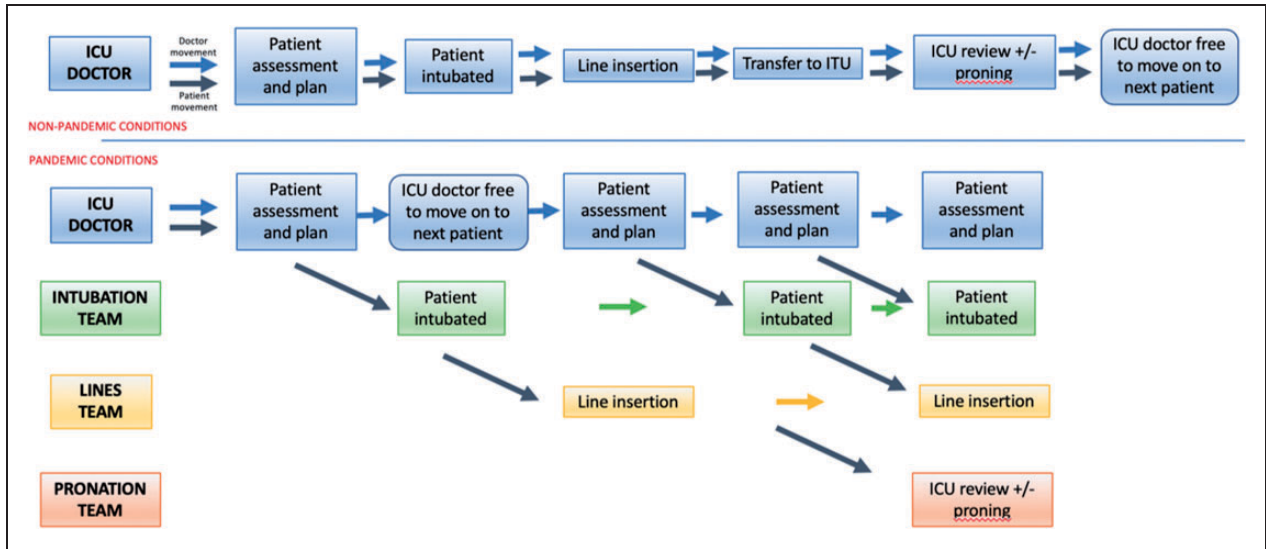 ICU
DOCTOR
Doctor
movement
Patient
movement
Patient
assessment
and plan
Patient
intubated
Line insertion
Transfer to ITU
ICU review +/-
proning
ICU doctor free
to move on to
next patient
NON-PANDEMIC CONDITIONS
PANDEMIC CONDITIONS
ICU
DOCTOR
Patient
assessment
and plan
ICU doctor free
to move on to
next patient
Patient
assessment
and plan
Patient
assessment
and plan
Patient
assessment
and plan
INTUBATION
TEAM
Patient
intubated
Patient
intubated
Patient
intubated
LINES
TEAM
Line insertion
Line insertion
PRONATION
TEAM
ICU review +/-
proning